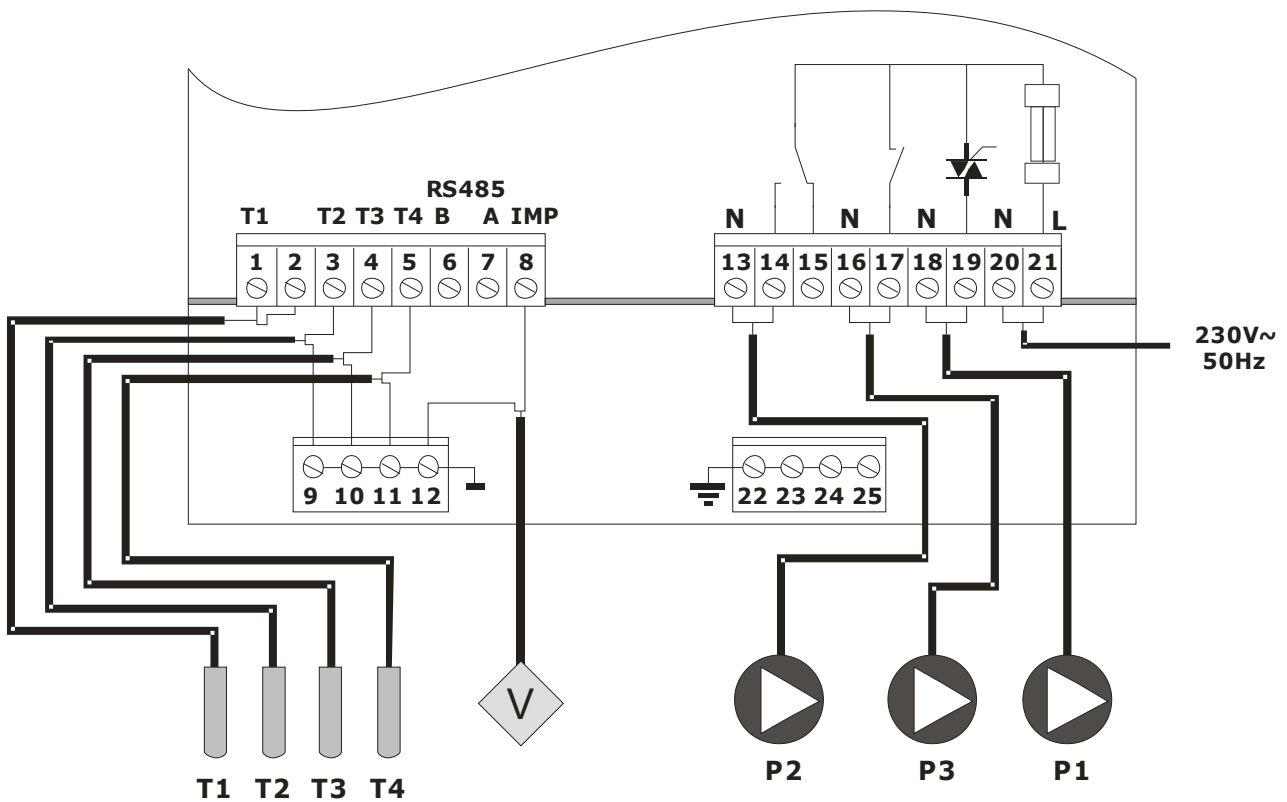 RS485
T1 T2 T3 T4 B A IMP
N N N N L
1 2 3 4 5 6 7 8
13 14 15 16 17 18 19 20 21
230V~
50Hz
9 10 11 12
22 23 24 25
V
P2 P3 P1
T1 T2 T3 T4